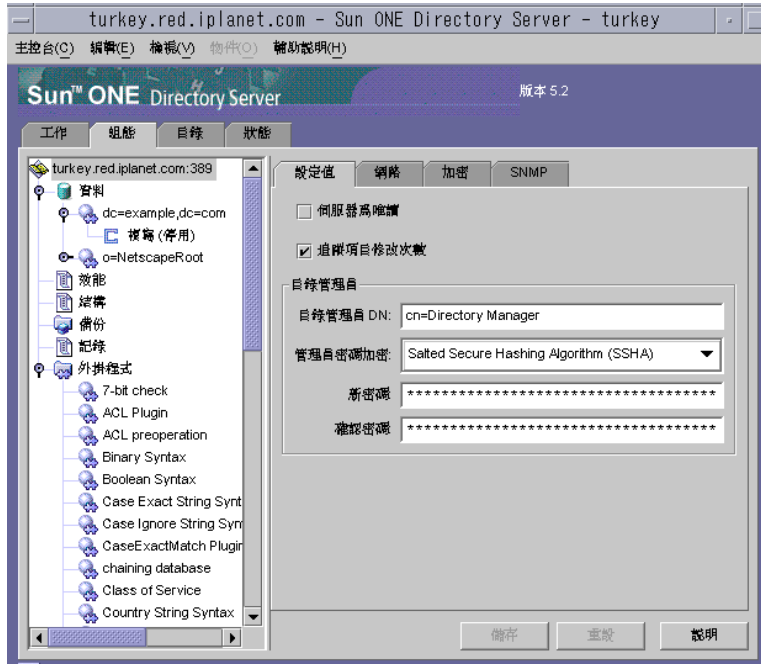 turkey.red.iplanet.com - Sun ONE Directory Server - turkey
主控台(C) 編輯(E) 檢視(V) 物件(O) 輔助說明(H)
Sun™ ONE Directory Server
版本 5.2
工作 組態 目錄 狀態
turkey.red.iplanet.com:389
資料
dc=example,dc=com
複寫 (停用)
o=NetscapeRoot
效能
結構
備份
記錄
外掛程式
7-bit check
ACL Plugin
ACL preoperation
Binary Syntax
Boolean Syntax
Case Exact String Synt
Case Ignore String Syn
CaseExactMatch Plugin
chaining database
Class of Service
Country String Syntax
設定值 網路 加密 SNMP
伺服器為唯讀
追蹤項目修改次數
目錄管理員
目錄管理員 DN: cn=Directory Manager
管理員密碼加密: Salted Secure Hashing Algorithm (SSHA)
新密碼 *************************************
確認密碼 *************************************
儲存 重設 說明